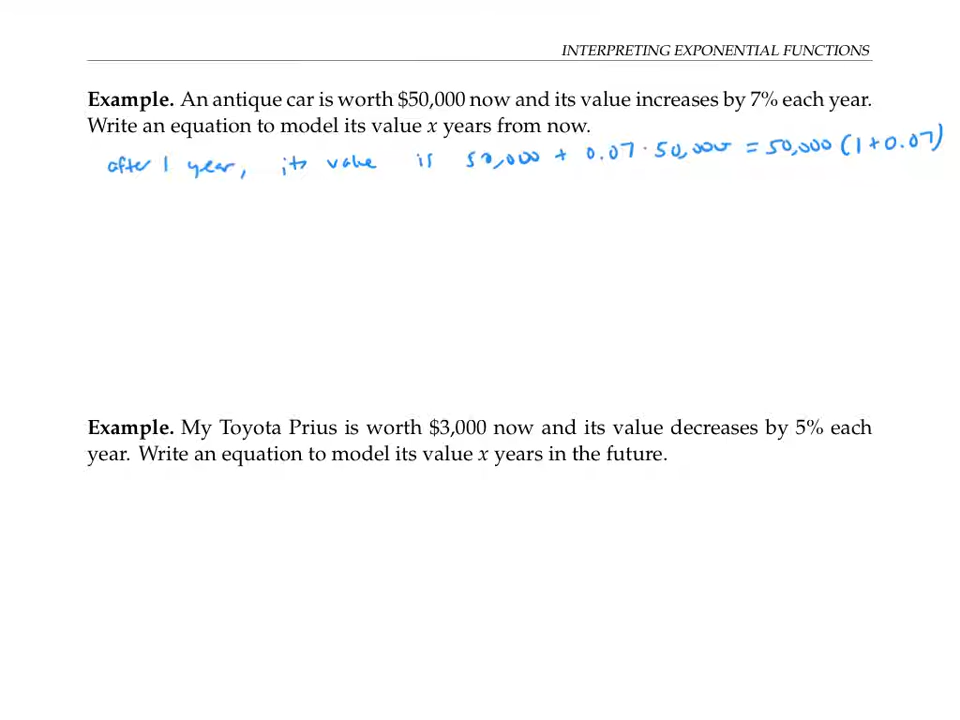 INTERPRETING EXPONENTIAL FUNCTIONS
Example. An antique car is worth $50,000 now and its value increases by 7% each year.
Write an equation to model its value x years from now.
after 1 year, its value is 50,000 + 0.07 · 50,000 = 50,000 (1 + 0.07)
Example. My Toyota Prius is worth $3,000 now and its value decreases by 5% each
year. Write an equation to model its value x years in the future.